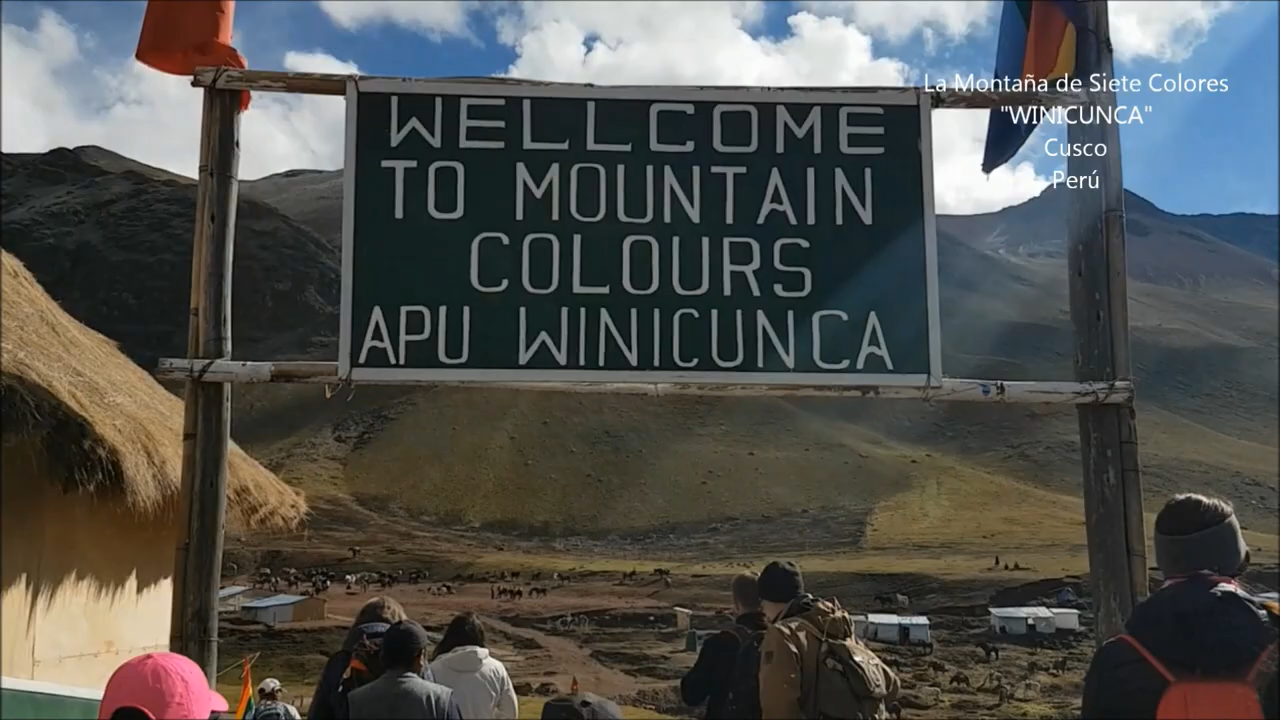 WELLCOME
TO MOUNTAIN
COLOURS
APU WINICUNCA
La Montaña de Siete Colores
"WINICUNCA"
Cusco
Perú